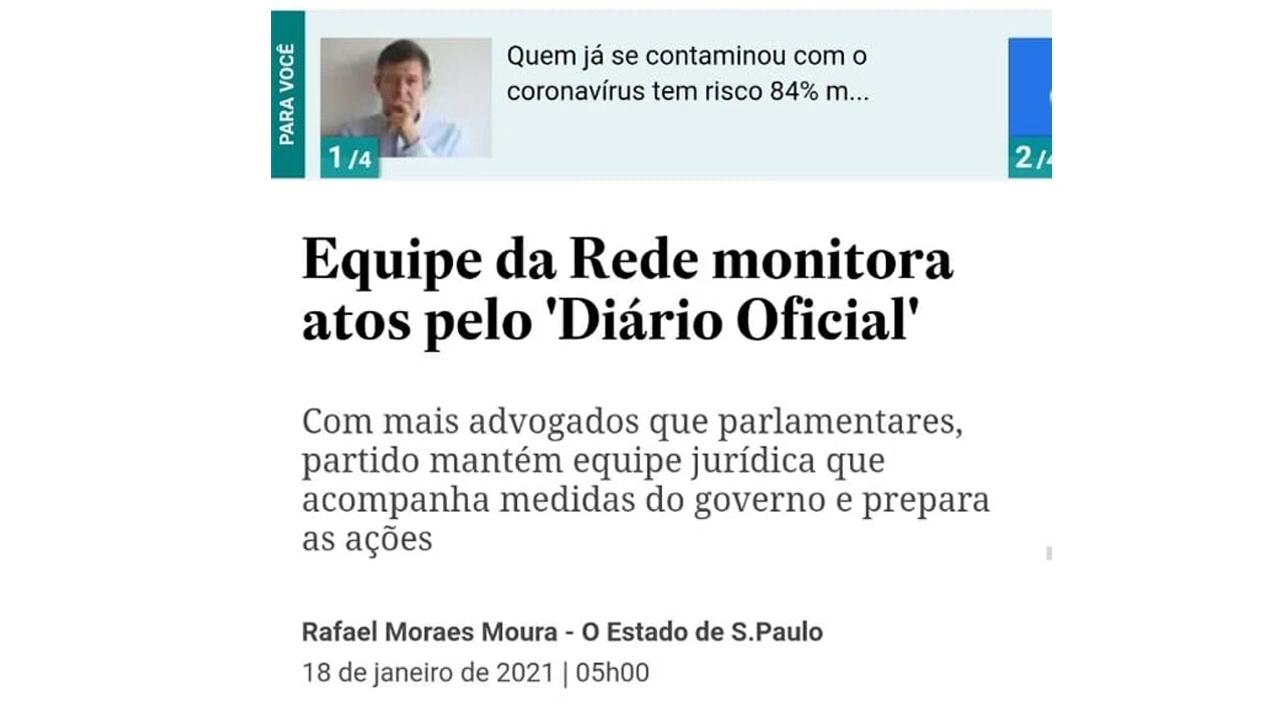 PARA VOCÊ
Quem já se contaminou com o
coronavírus tem risco 84% m...
1/4
2/4
Equipe da Rede monitora
atos pelo 'Diário Oficial'
Com mais advogados que parlamentares,
partido mantém equipe jurídica que
acompanha medidas do governo e prepara
as ações
Rafael Moraes Moura - O Estado de S.Paulo
18 de janeiro de 2021 | 05h00